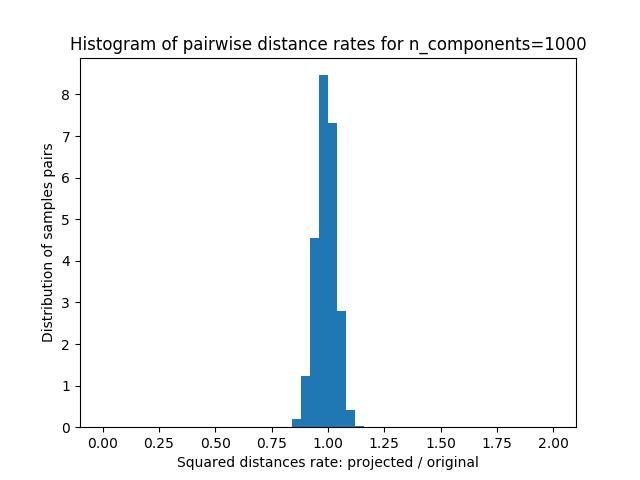 Histogram of pairwise distance rates for n_components=1000
8
7
6
5
4
3
2
1
0
Distribution of samples pairs
0.00 0.25 0.50 0.75 1.00 1.25 1.50 1.75 2.00
Squared distances rate: projected / original